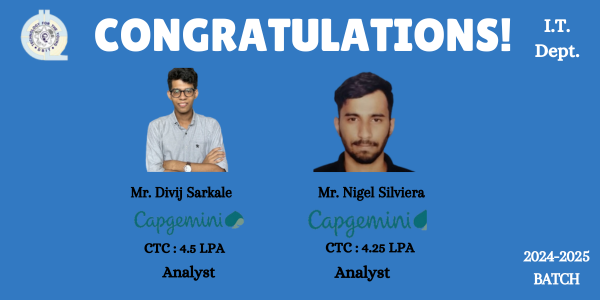 CONGRATULATIONS!
I.T.
Dept.
Mr. Divij Sarkale
Capgemini
CTC : 4.5 LPA
Analyst
Mr. Nigel Silviera
Capgemini
CTC : 4.25 LPA
Analyst
2024-2025
BATCH